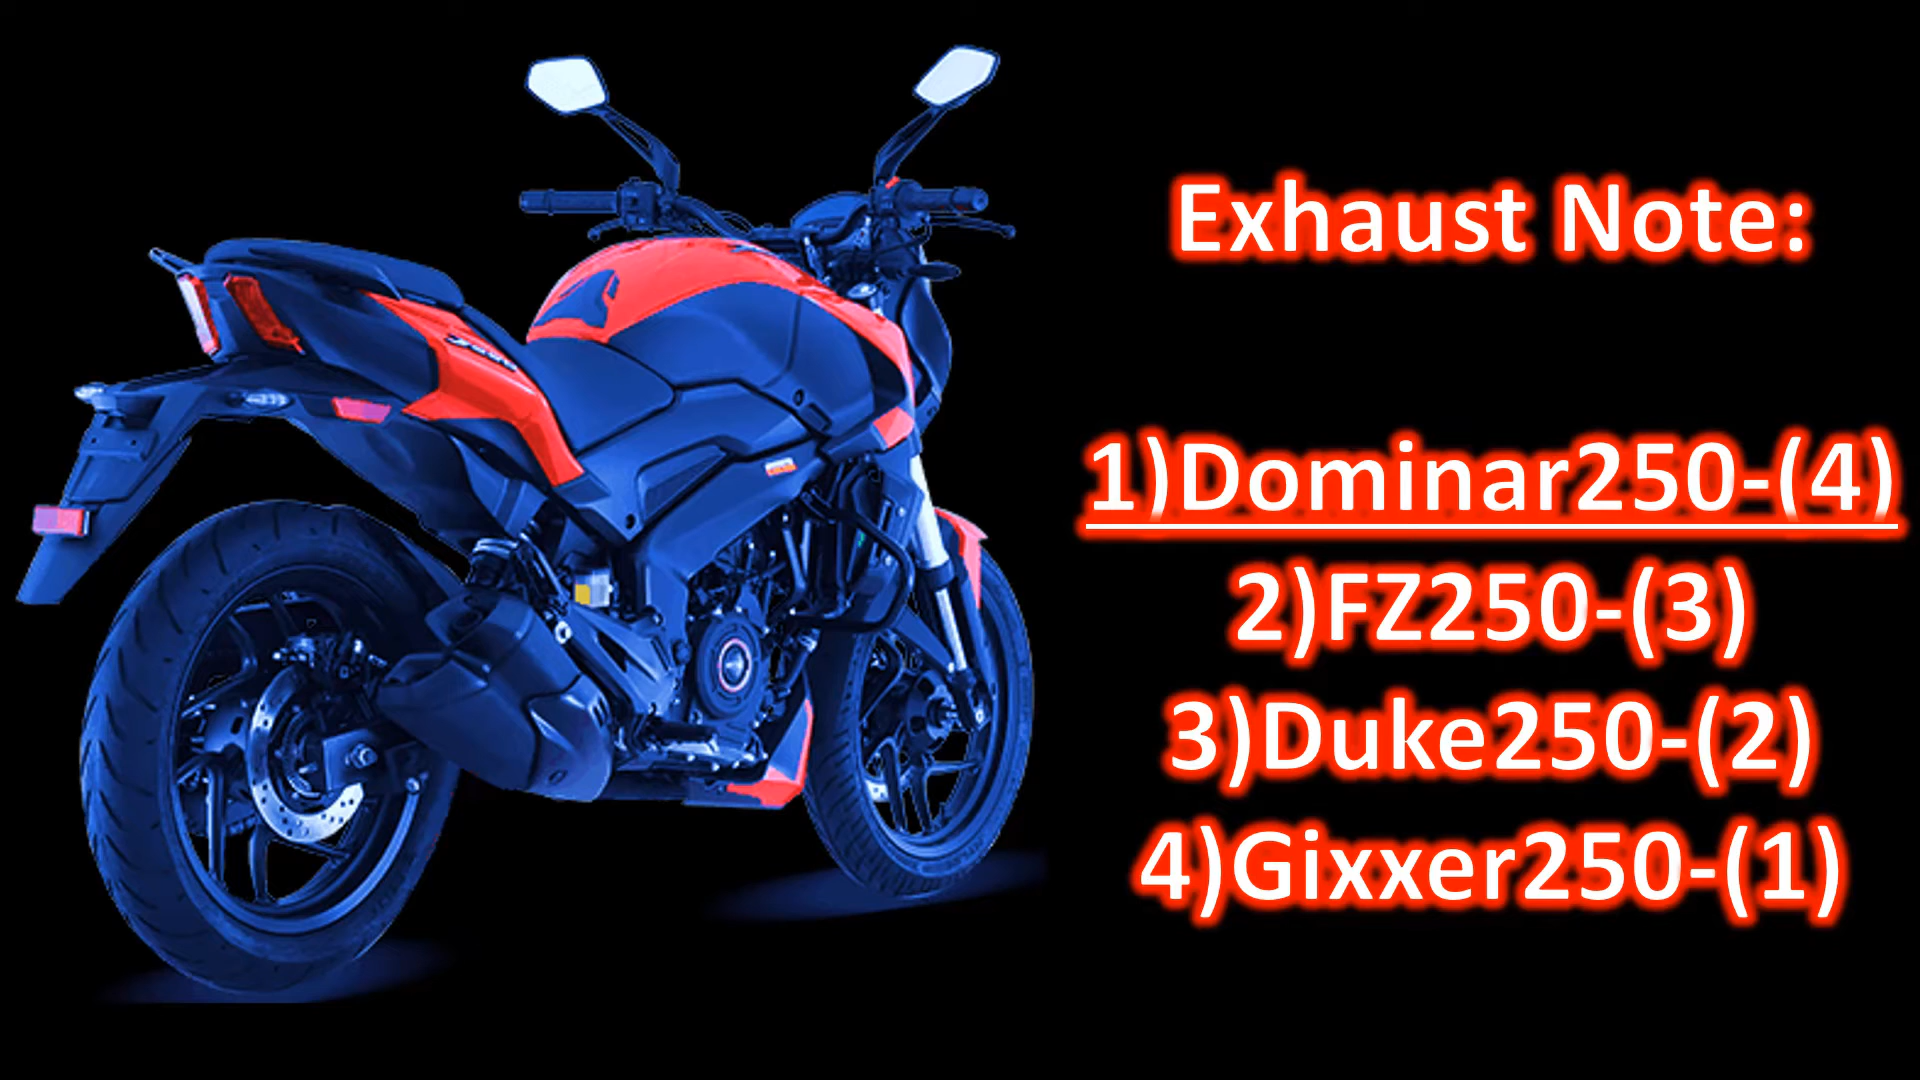 Exhaust Note:
1)Dominar250-(4)
2)FZ250-(3)
3)Duke250-(2)
4)Gixxer250-(1)